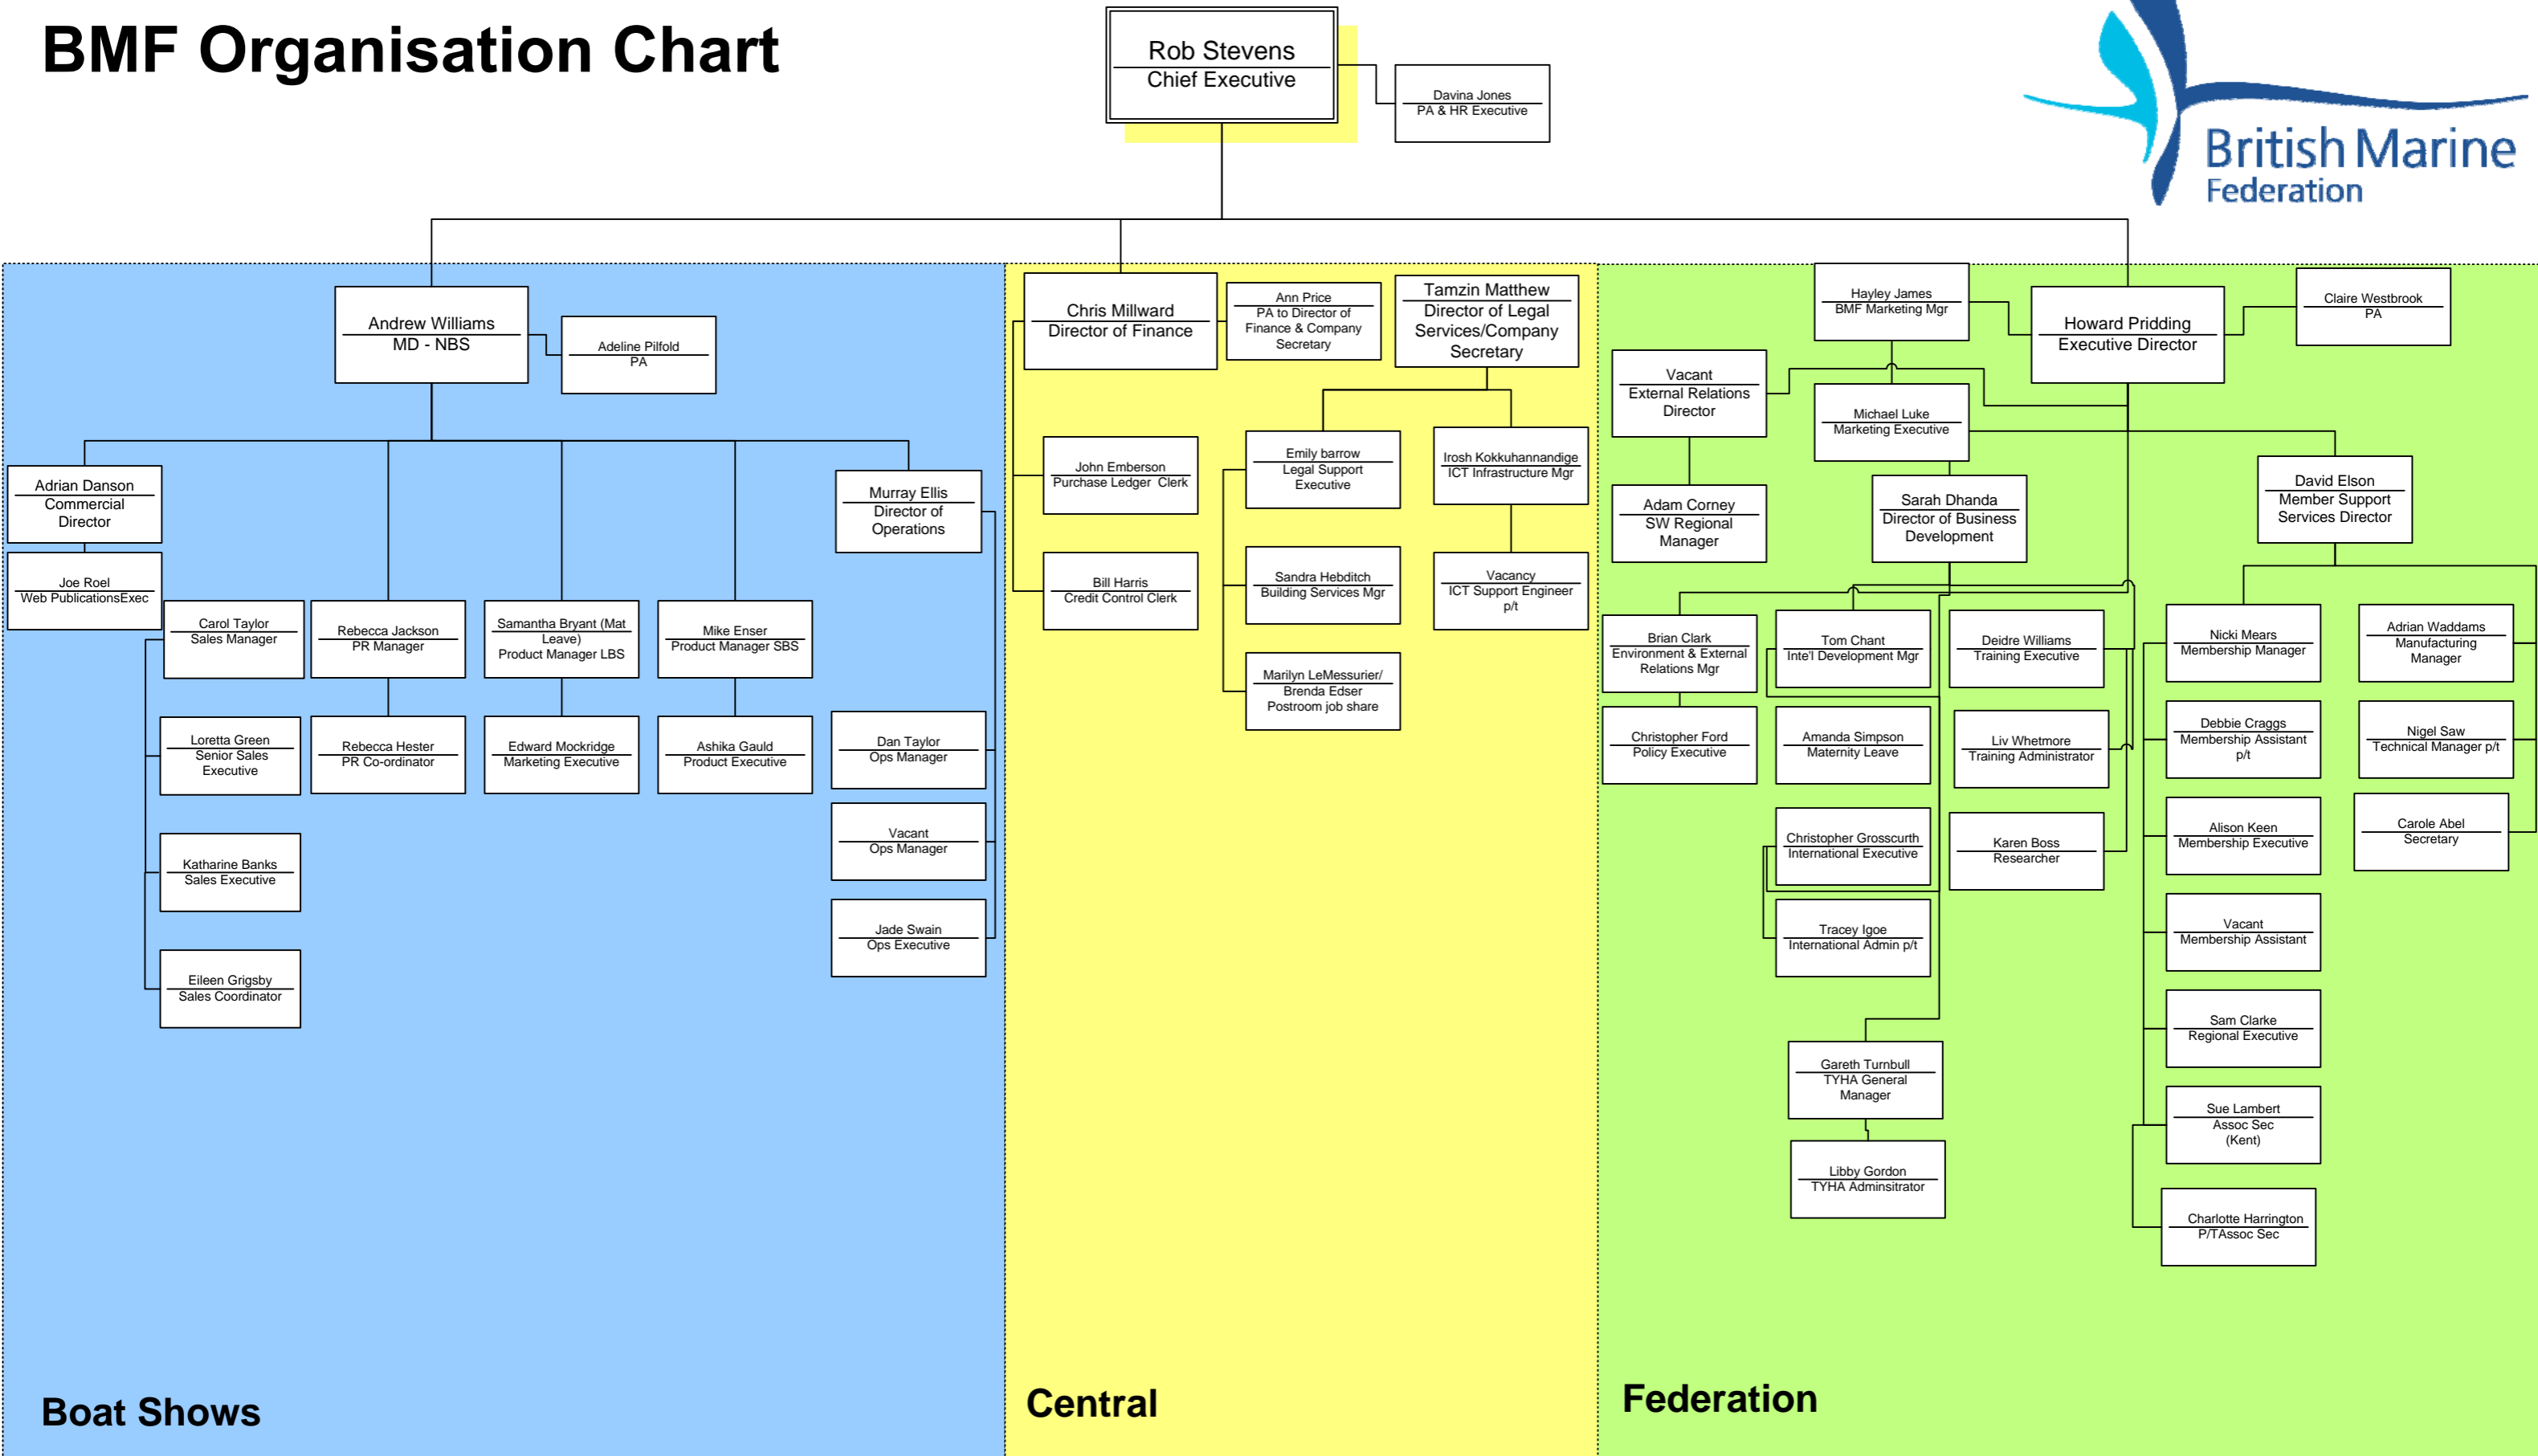 BMF Organisation Chart
Rob Stevens
Chief Executive
Davina Jones
PA & HR Executive
British Marine
Federation
Andrew Williams
MD - NBS
Adeline Pilfold
PA
Adrian Danson
Commercial
Director
Joe Roel
Web PublicationsExec
Murray Ellis
Director of
Operations
Carol Taylor
Sales Manager
Rebecca Jackson
PR Manager
Samantha Bryant (Mat
Leave)
Product Manager LBS
Mike Enser
Product Manager SBS
Loretta Green
Senior Sales
Executive
Rebecca Hester
PR Co-ordinator
Edward Mockridge
Marketing Executive
Ashika Gauld
Product Executive
Dan Taylor
Ops Manager
Vacant
Ops Manager
Katharine Banks
Sales Executive
Jade Swain
Ops Executive
Eileen Grigsby
Sales Coordinator
Boat Shows
Chris Millward
Director of Finance
Ann Price
PA to Director of
Finance & Company
Secretary
Tamzin Matthew
Director of Legal
Services/Company
Secretary
John Emberson
Purchase Ledger  Clerk
Emily barrow
Legal Support
Executive
Irosh Kokkuhannandige
ICT Infrastructure Mgr
Bill Harris
Credit Control Clerk
Sandra Hebditch
Building Services Mgr
Vacancy
ICT Support Engineer
p/t
Marilyn LeMessurier/
Brenda Edser
Postroom job share
Central
Hayley James
BMF Marketing Mgr
Howard Pridding
Executive Director
Claire Westbrook
PA
Vacant
External Relations
Director
Michael Luke
Marketing Executive
Adam Corney
SW Regional
Manager
Sarah Dhanda
Director of Business
Development
David Elson
Member Support
Services Director
Brian Clark
Environment & External
Relations Mgr
Tom Chant
Inte'l Development Mgr
Deidre Williams
Training Executive
Nicki Mears
Membership Manager
Adrian Waddams
Manufacturing
Manager
Christopher Ford
Policy Executive
Amanda Simpson
Maternity Leave
Liv Whetmore
Training Administrator
Debbie Craggs
Membership Assistant
p/t
Nigel Saw
Technical Manager p/t
Christopher Grosscurth
International Executive
Karen Boss
Researcher
Alison Keen
Membership Executive
Carole Abel
Secretary
Tracey Igoe
International Admin p/t
Vacant
Membership Assistant
Sam Clarke
Regional Executive
Gareth Turnbull
TYHA General
Manager
Sue Lambert
Assoc Sec
(Kent)
Libby Gordon
TYHA Adminsitrator
Charlotte Harrington
P/TAssoc Sec
Federation